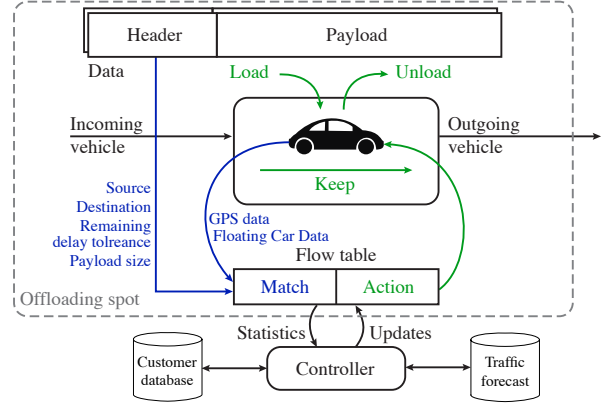 Header
Payload
Data
Load
Unload
Incoming
vehicle
Outgoing
vehicle
Keep
Source
Destination
Remaining
delay tolreance
Payload size
GPS data
Floating Car Data
Flow table
Match
Action
Offloading spot
Statistics
Updates
Customer
database
Controller
Traffic
forecast